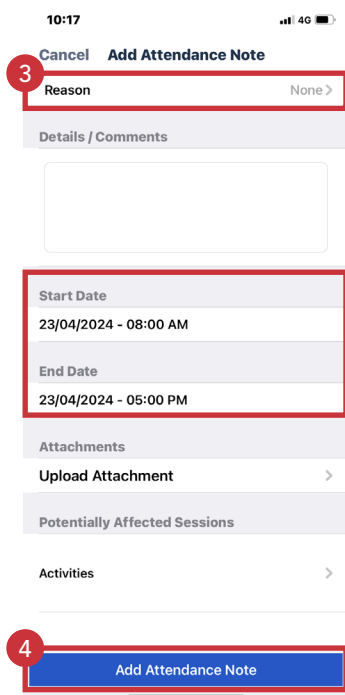 10:17 4G
Cancel Add Attendance Note
3
Reason None
Details / Comments
Start Date
23/04/2024 - 08:00 AM
End Date
23/04/2024 - 05:00 PM
Attachments
Upload Attachment
Potentially Affected Sessions
Activities
4
Add Attendance Note